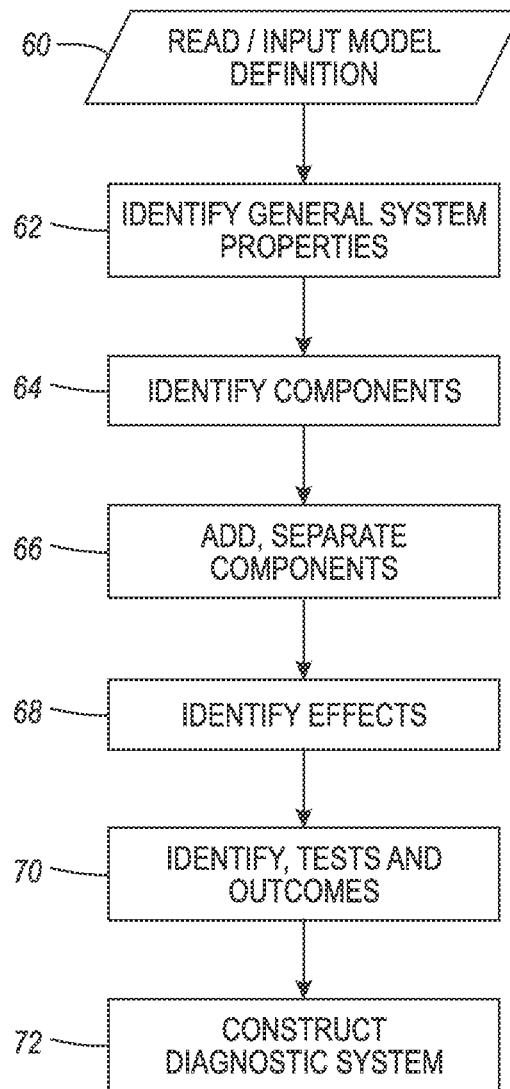 60
READ / INPUT MODEL
DEFINITION
62
IDENTIFY GENERAL SYSTEM
PROPERTIES
64
IDENTIFY COMPONENTS
66
ADD, SEPARATE
COMPONENTS
68
IDENTIFY EFFECTS
70
IDENTIFY, TESTS AND
OUTCOMES
72
CONSTRUCT
DIAGNOSTIC SYSTEM